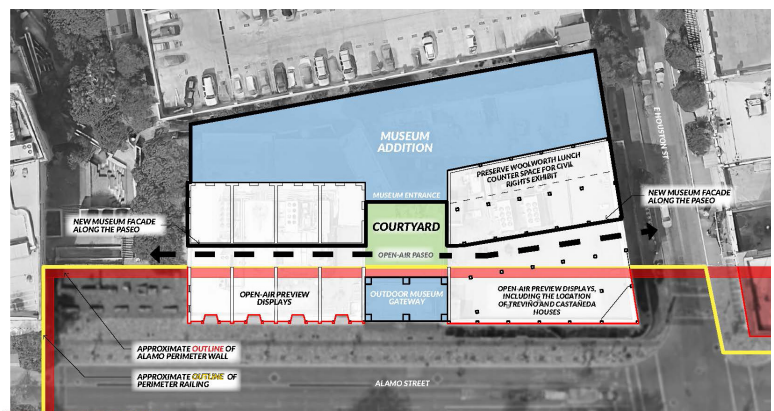 MUSEUM
ADDITION
E HOUSTON ST
PRESERVE WOOLWORTH LUNCH
COUNTER SPACE FOR CIVIL
RIGHTS EXHIBIT
MUSEUM ENTRANCE
NEW MUSEUM FACADE
ALONG THE PASEO
NEW MUSEUM FACADE
ALONG THE PASEO
COURTYARD
OPEN-AIR PASEO
OPEN-AIR PREVIEW
DISPLAYS
OUTDOOR MUSEUM
GATEWAY
OPEN-AIR PREVIEW DISPLAYS,
INCLUDING THE LOCATION
OF TREVIÑO AND CASTAÑEDA
HOUSES
APPROXIMATE OUTLINE OF
ALAMO PERIMETER WALL
APPROXIMATE OUTLINE OF
PERIMETER RAILING
ALAMO STREET